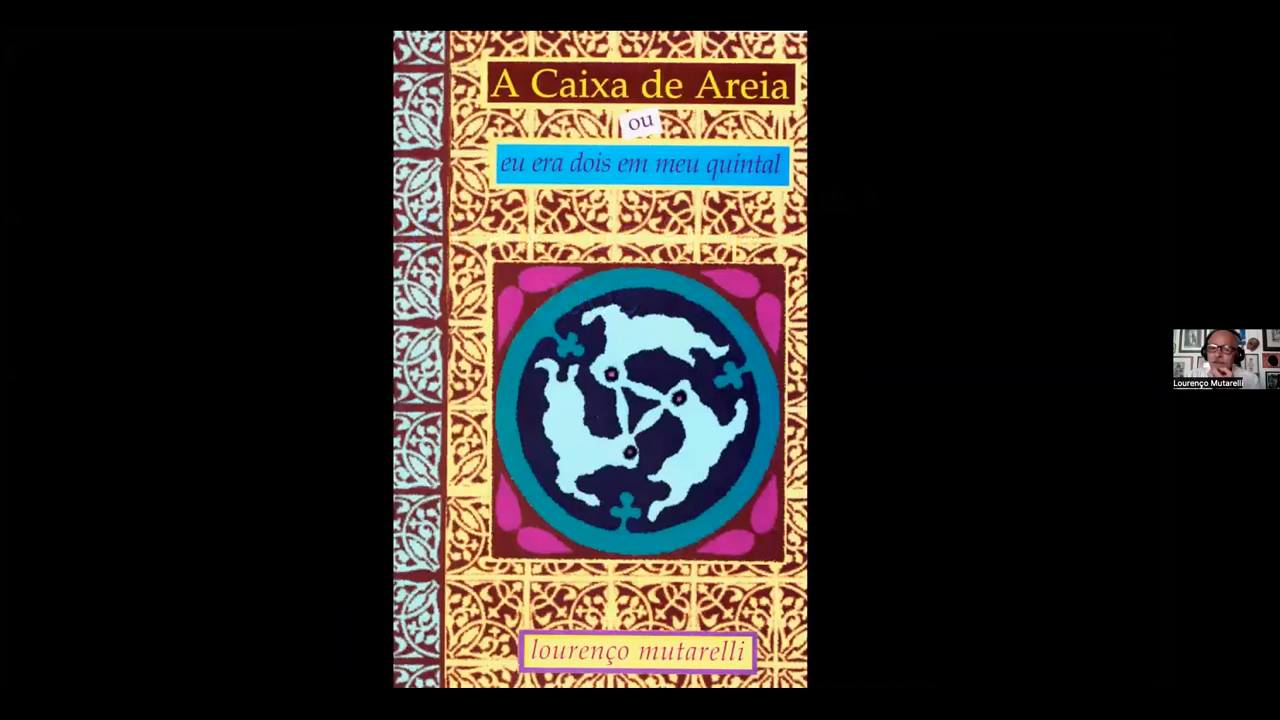 A Caixa de Areia
ou
eu era dois em meu quintal
lourenço mutarelli
Lourenço Mutarelli